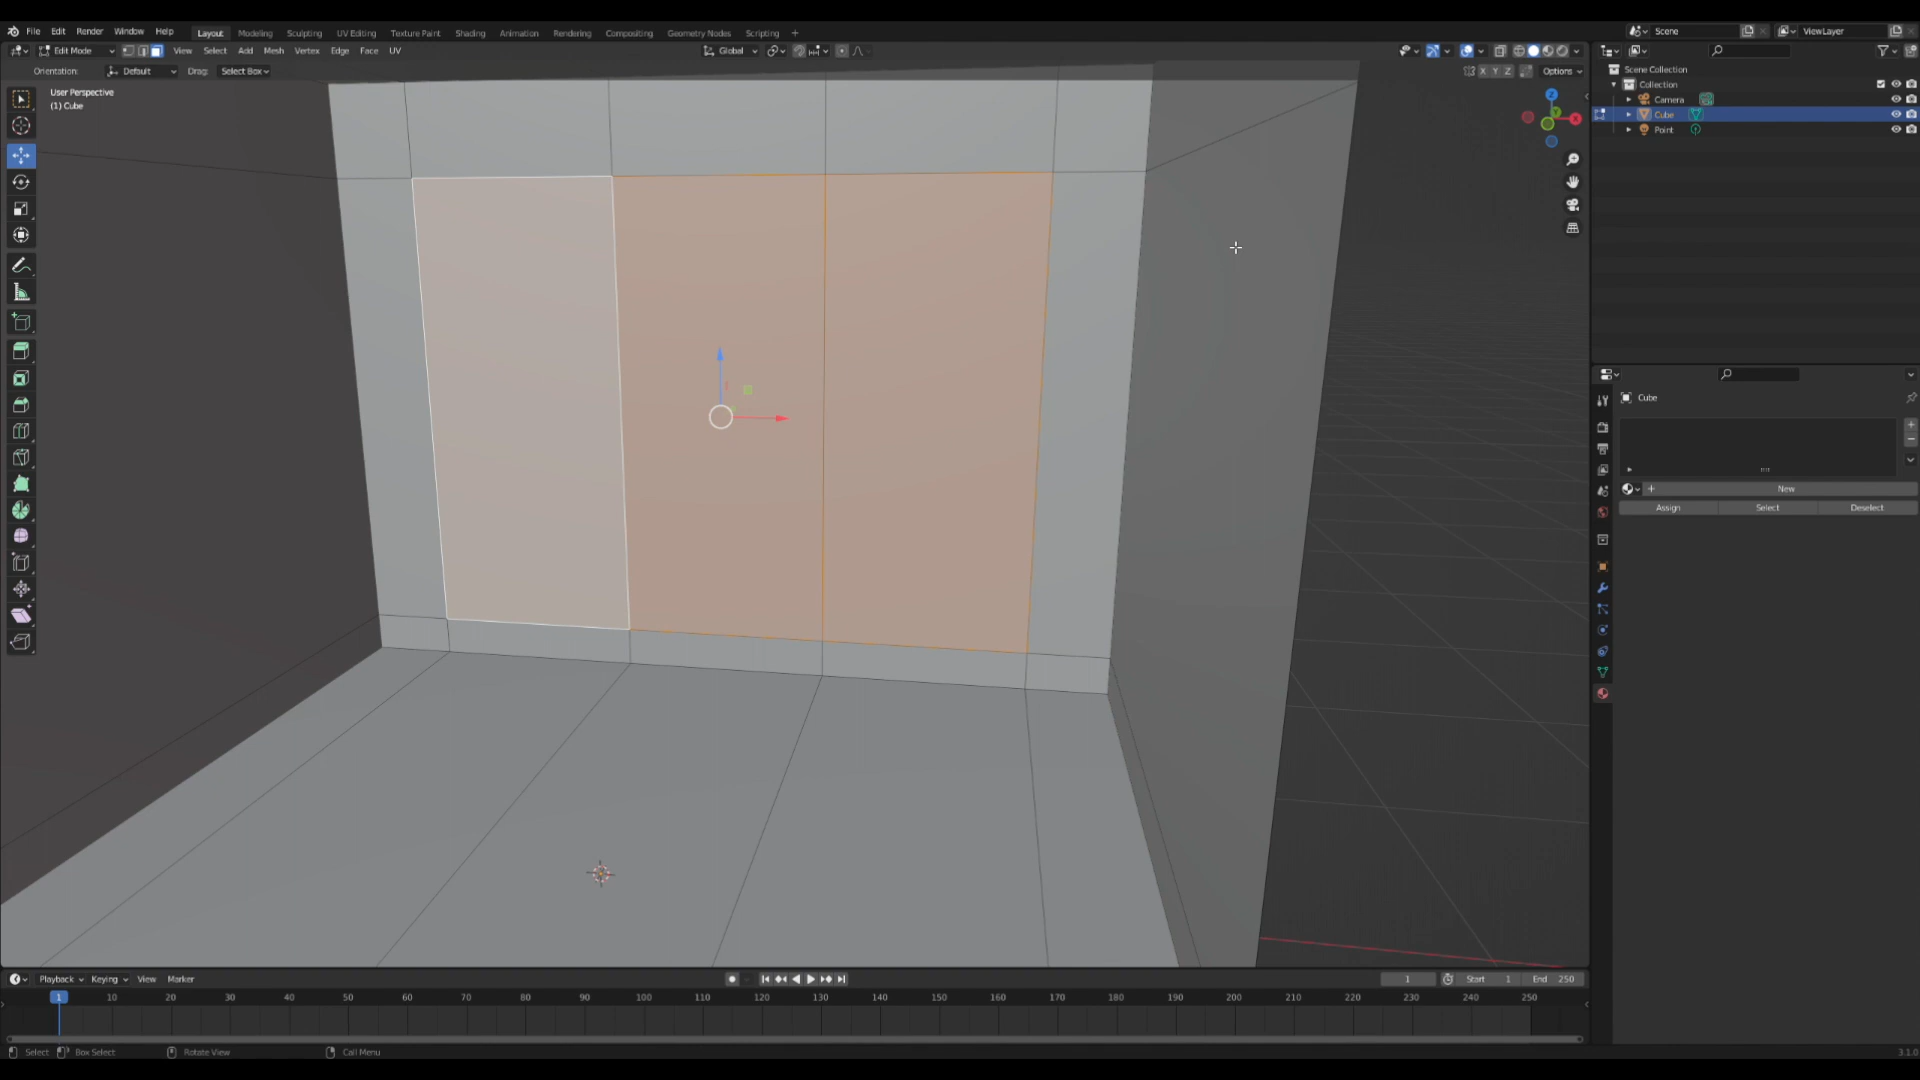 File Edit Render Window Help Layout Modeling Sculpting UV Editing Texture Paint Shading Animation Rendering Compositing Geometry Nodes Scripting + Scene ViewLayer
Edit Mode View Select Add Mesh Vertex Edge Face UV Global
Orientation: Default Drag: Select Box X Y Z Options
User Perspective
(1) Cube
Z
Y
X
Scene Collection
Collection
Camera
Cube
Point
Cube
+
−
+ New
Assign Select Deselect
Playback Keying View Marker 1 Start 1 End 250
1 10 20 30 40 50 60 70 80 90 100 110 120 130 140 150 160 170 180 190 200 210 220 230 240 250
Select Box Select Rotate View Call Menu 3.1.0